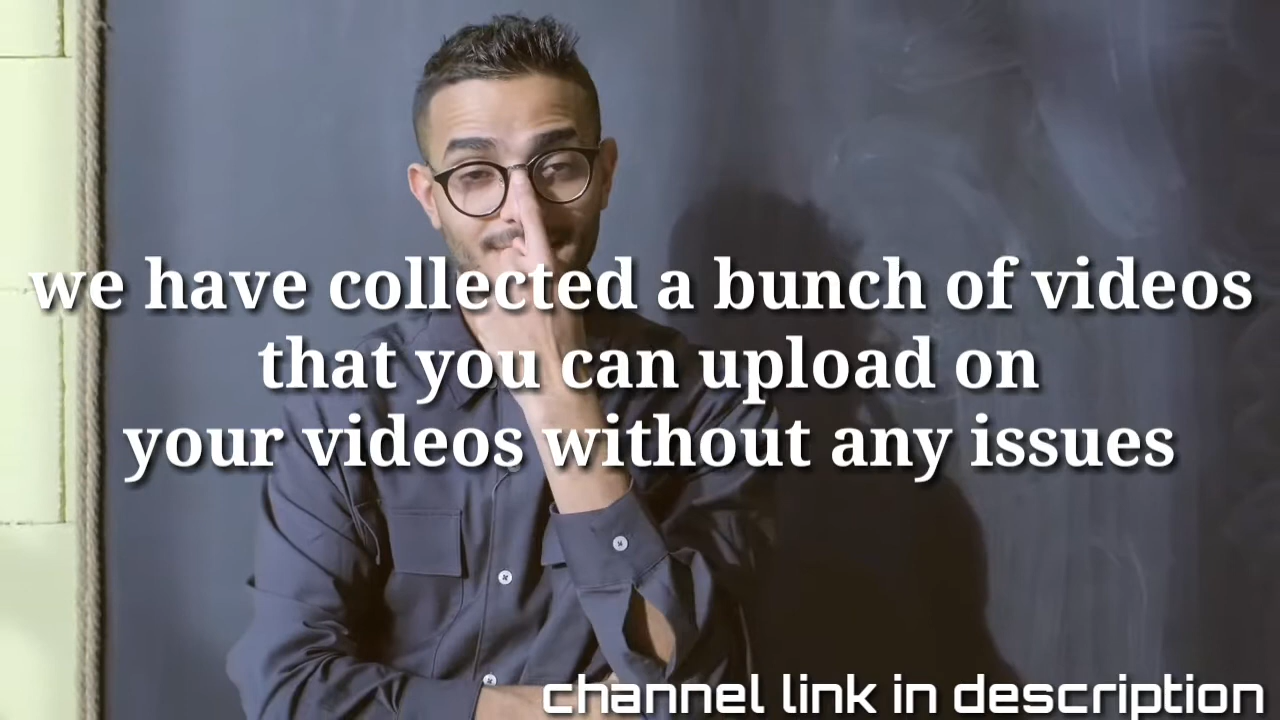 we have collected a bunch of videos
that you can upload on
your videos without any issues
channel link in description